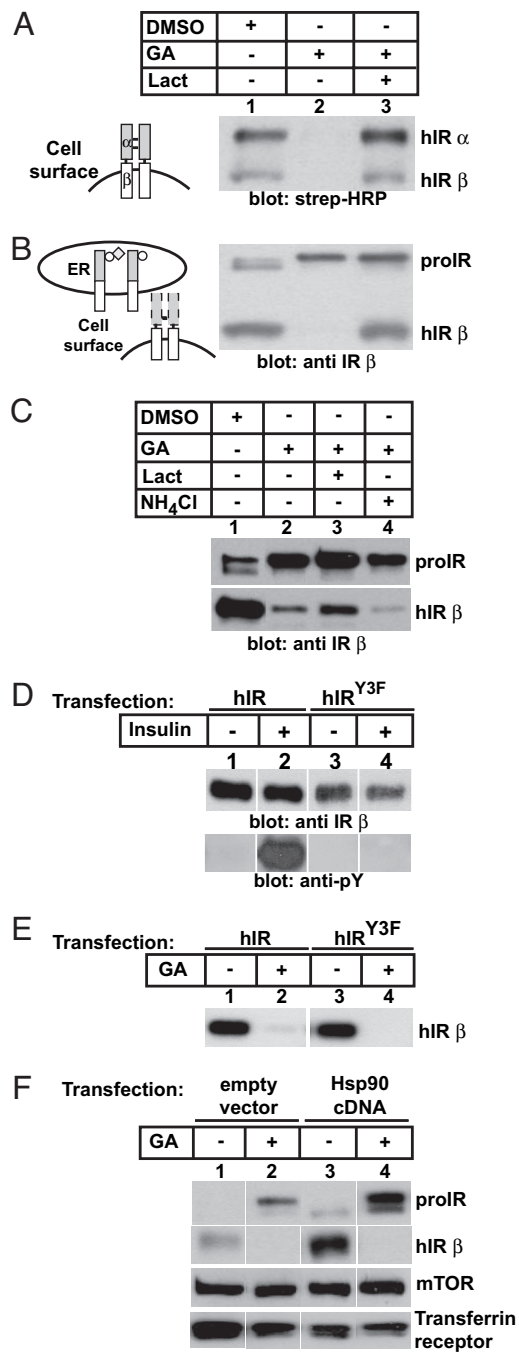 A
DMSO + - -
GA - + +
Lact - - +
1 2 3
Cell surface
α
β
hIR α
hIR β
blot: strep-HRP
B
ER
Cell surface
proIR
hIR β
blot: anti IR β
C
DMSO + - - -
GA - + + +
Lact - - + -
NH4Cl - - - +
1 2 3 4
proIR
hIR β
blot: anti IR β
D
Transfection: hIR hIR Y3F
Insulin - + - +
1 2 3 4
blot: anti IR β
blot: anti-pY
E
Transfection: hIR hIR Y3F
GA - + - +
1 2 3 4
hIR β
F
Transfection: empty vector Hsp90 cDNA
GA - + - +
1 2 3 4
proIR
hIR β
mTOR
Transferrin receptor